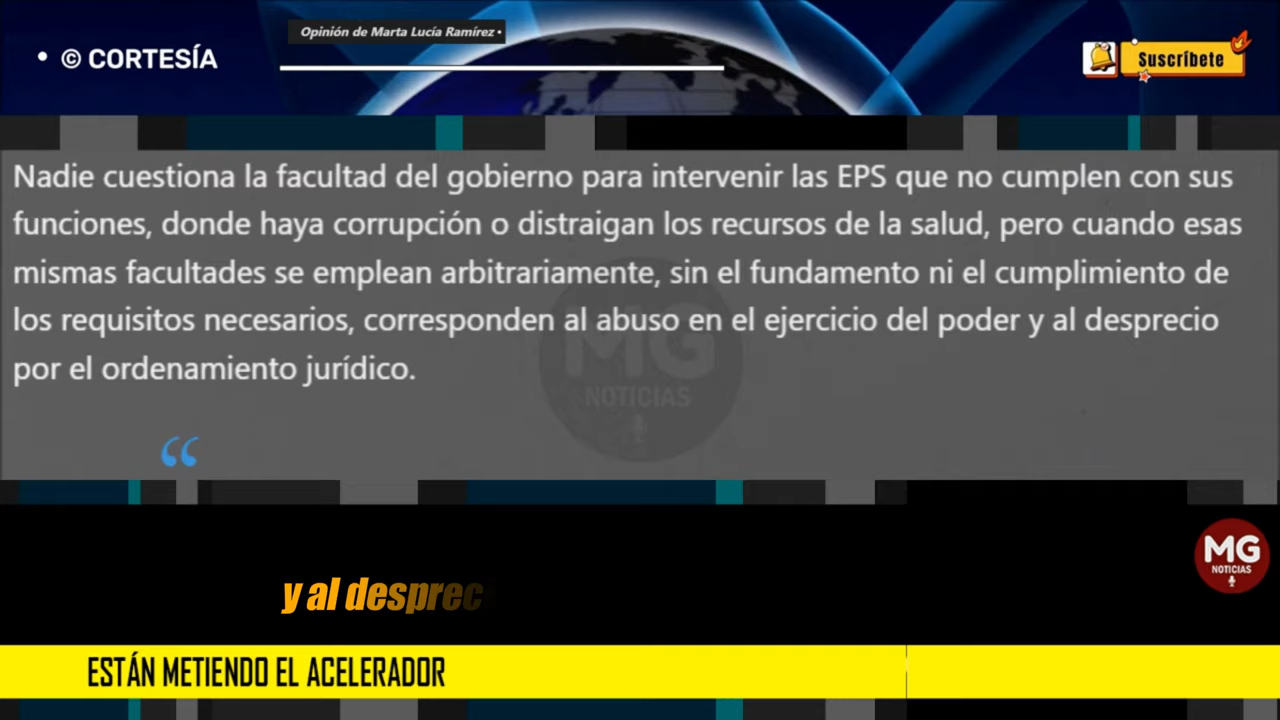 Opinión de Marta Lucía Ramírez •
• © CORTESÍA
Suscríbete
Nadie cuestiona la facultad del gobierno para intervenir las EPS que no cumplen con sus
funciones, donde haya corrupción o distraigan los recursos de la salud, pero cuando esas
mismas facultades se emplean arbitrariamente, sin el fundamento ni el cumplimiento de
los requisitos necesarios, corresponden al abuso en el ejercicio del poder y al desprecio
por el ordenamiento jurídico.
MG
NOTICIAS
“
MG
NOTICIAS
y al desprec
ESTÁN METIENDO EL ACELERADOR